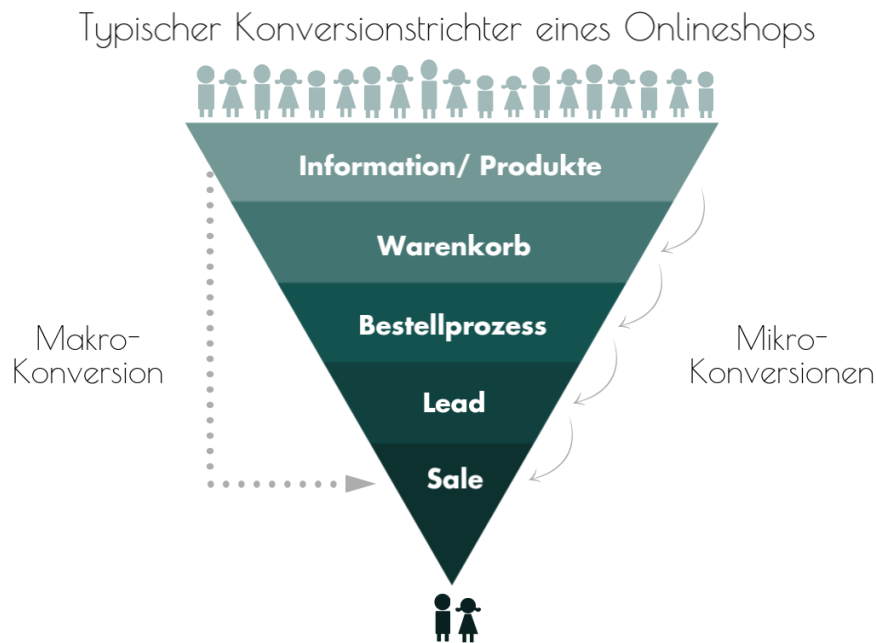 Typischer Konversionstrichter eines Onlineshops
Information/ Produkte
Warenkorb
Bestellprozess
Lead
Sale
Makro-
Konversion
Mikro-
Konversionen